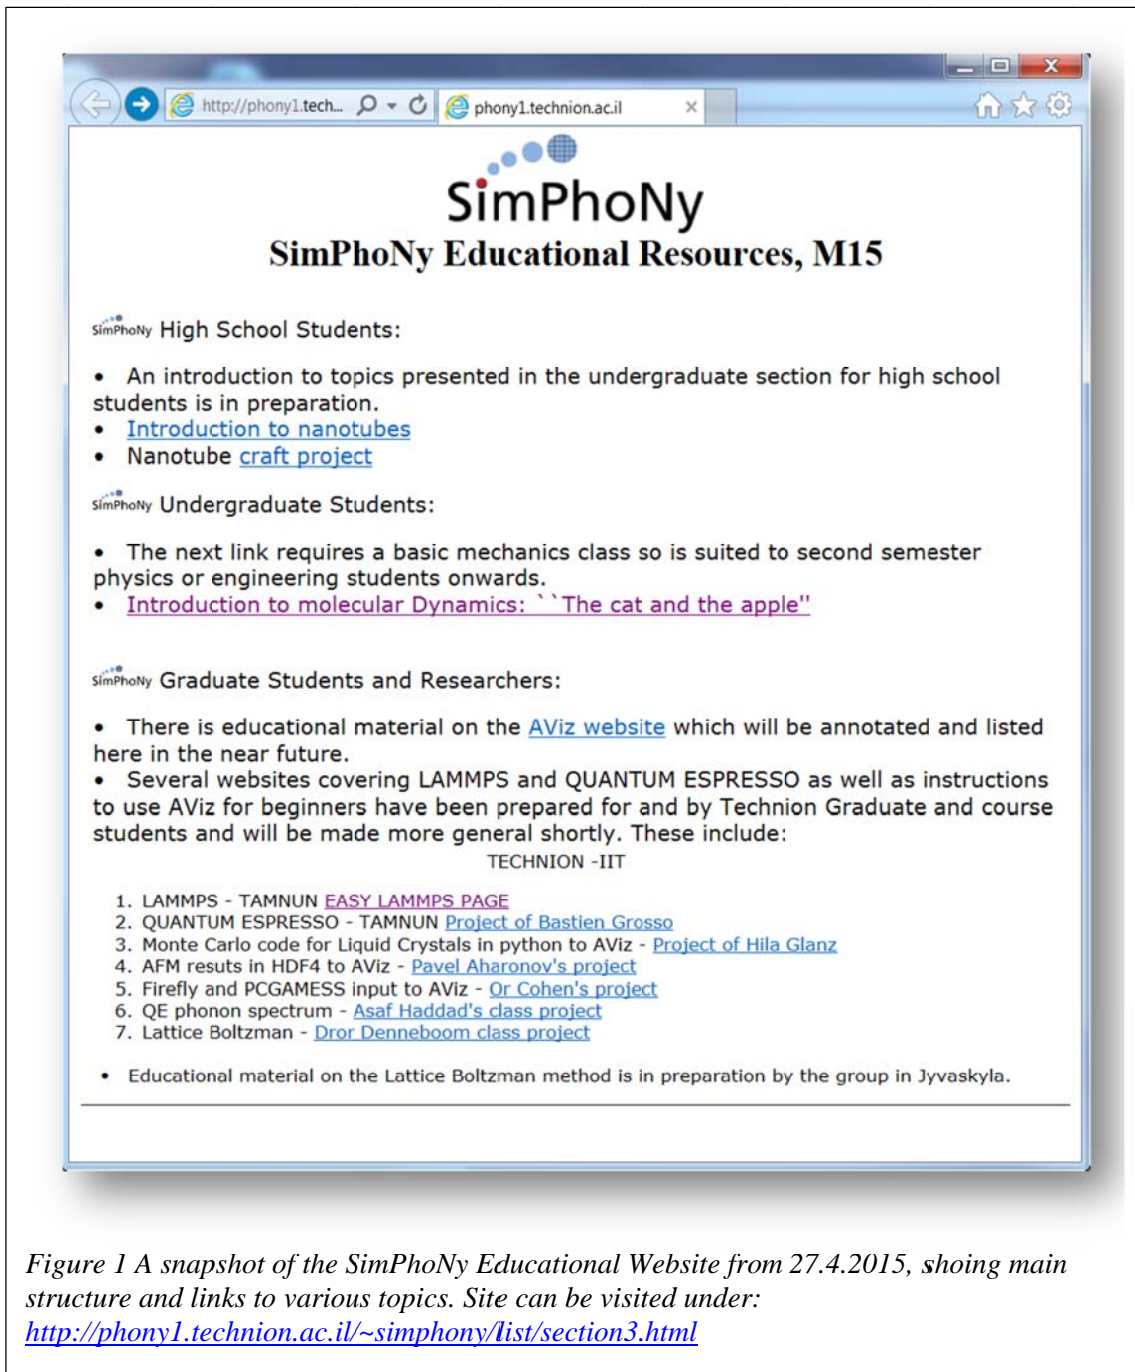 http://phony1.tech...
phony1.technion.ac.il
SimPhoNy
SimPhoNy Educational Resources, M15
SimPhoNy High School Students:
• An introduction to topics presented in the undergraduate section for high school
students is in preparation.
• Introduction to nanotubes
• Nanotube craft project
SimPhoNy Undergraduate Students:
• The next link requires a basic mechanics class so is suited to second semester
physics or engineering students onwards.
• Introduction to molecular Dynamics: ``The cat and the apple''
SimPhoNy Graduate Students and Researchers:
• There is educational material on the AViz website which will be annotated and listed
here in the near future.
• Several websites covering LAMMPS and QUANTUM ESPRESSO as well as instructions
to use AViz for beginners have been prepared for and by Technion Graduate and course
students and will be made more general shortly. These include:
TECHNION -IIT
1. LAMMPS - TAMNUN EASY LAMMPS PAGE
2. QUANTUM ESPRESSO - TAMNUN Project of Bastien Grosso
3. Monte Carlo code for Liquid Crystals in python to AViz - Project of Hila Glanz
4. AFM resuts in HDF4 to AViz - Pavel Aharonov's project
5. Firefly and PCGAMESS input to AViz - Or Cohen's project
6. QE phonon spectrum - Asaf Haddad's class project
7. Lattice Boltzman - Dror Denneboom class project
• Educational material on the Lattice Boltzman method is in preparation by the group in Jyvaskyla.
Figure 1 A snapshot of the SimPhoNy Educational Website from 27.4.2015, shoing main
structure and links to various topics. Site can be visited under:
http://phony1.technion.ac.il/~simphony/list/section3.html